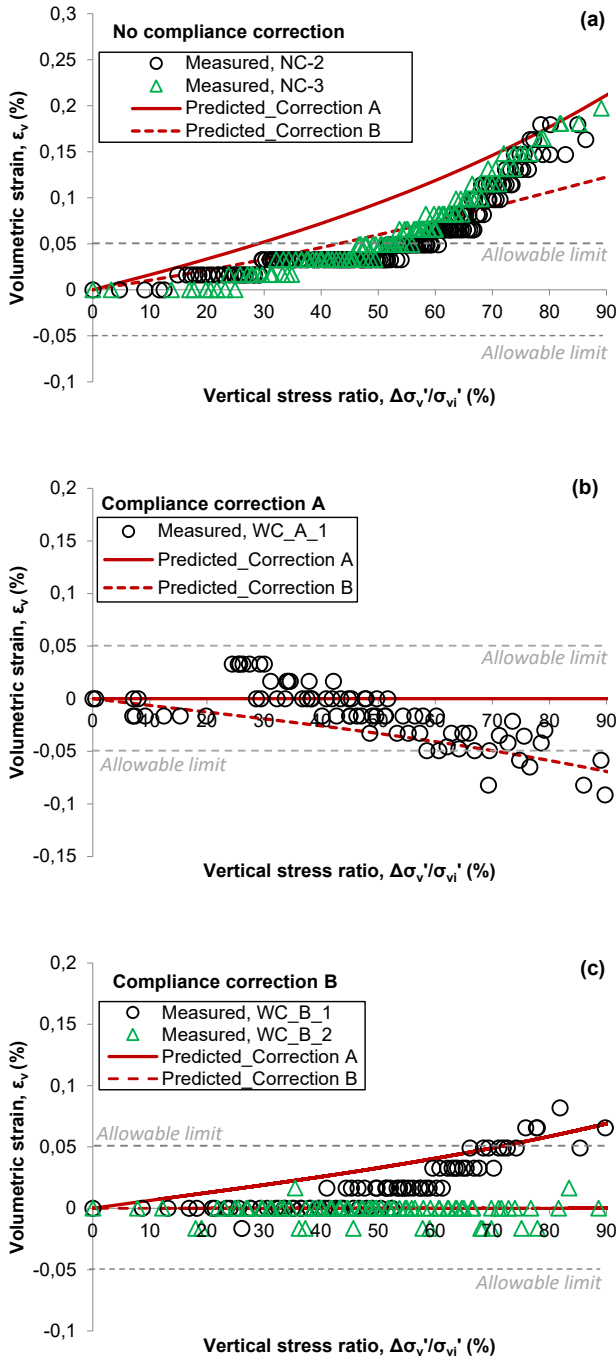 (a)
No compliance correction
Measured, NC-2
Measured, NC-3
Predicted_Correction A
Predicted_Correction B
Volumetric strain, εv (%)
0,3
0,2
0,15
0,1
0,05
0
-0,05
-0,1
0 10 20 30 40 50 60 70 80 90
Allowable limit
Allowable limit
Vertical stress ratio, Δσv'/σvi' (%)
(b)
Compliance correction A
Measured, WC_A_1
Predicted_Correction A
Predicted_Correction B
Volumetric strain, εv (%)
0,2
0,15
0,1
0,05
0
-0,05
-0,1
-0,15
0 10 20 30 40 50 60 70 80 90
Allowable limit
Allowable limit
Vertical stress ratio, Δσv'/σvi' (%)
(c)
Compliance correction B
Measured, WC_B_1
Measured, WC_B_2
Predicted_Correction A
Predicted_Correction B
Volumetric strain, εv (%)
0,2
0,15
0,1
0,05
0
-0,05
-0,1
Allowable limit
0 10 20 30 40 50 60 70 80 90
Allowable limit
Vertical stress ratio, Δσv'/σvi' (%)